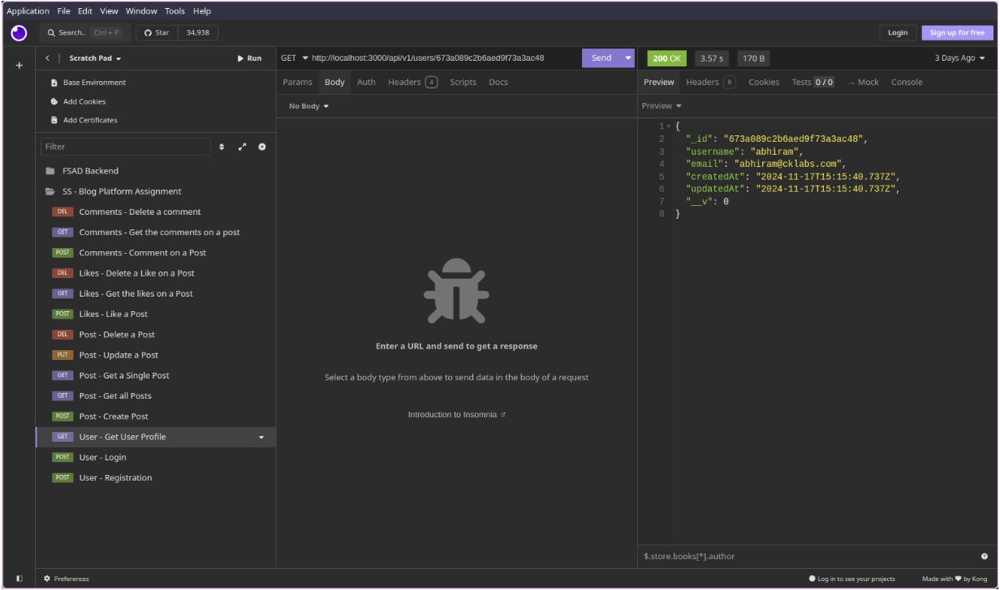 Application File Edit View Window Tools Help
Search.. Ctrl + P Star 34,938 Login Sign up for free
Scratch Pad Run
Base Environment
Add Cookies
Add Certificates
Filter
FSAD Backend
SS - Blog Platform Assignment
DEL Comments - Delete a comment
GET Comments - Get the comments on a post
POST Comments - Comment on a Post
DEL Likes - Delete a Like on a Post
GET Likes - Get the likes on a Post
POST Likes - Like a Post
DEL Post - Delete a Post
PUT Post - Update a Post
GET Post - Get a Single Post
GET Post - Get all Posts
POST Post - Create Post
GET User - Get User Profile
POST User - Login
POST User - Registration
GET http://localhost:3000/api/v1/users/673a089c2b6aed9f73a3ac48 Send
Params Body Auth Headers 4 Scripts Docs
No Body
Enter a URL and send to get a response
Select a body type from above to send data in the body of a request
Introduction to Insomnia
200 OK 3.57 s 170 B 3 Days Ago
Preview Headers 8 Cookies Tests 0 / 0 → Mock Console
Preview
1 {
2 "_id": "673a089c2b6aed9f73a3ac48",
3 "username": "abhiram",
4 "email": "abhiram@cklabs.com",
5 "createdAt": "2024-11-17T15:15:40.737Z",
6 "updatedAt": "2024-11-17T15:15:40.737Z",
7 "__v": 0
8 }
$.store.books[*].author
Preferences Log in to see your projects Made with ❤ by Kong